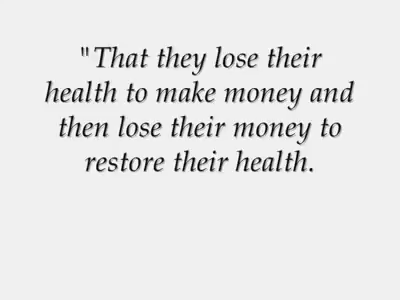 "That they lose their
health to make money and
then lose their money to
restore their health.